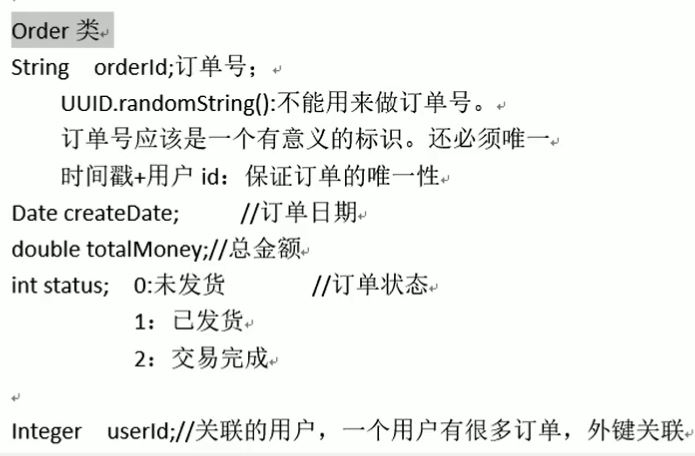 Order 类
String orderId;订单号；
UUID.randomString():不能用来做订单号。
订单号应该是一个有意义的标识。还必须唯一
时间戳+用户 id：保证订单的唯一性
Date createDate; //订单日期
double totalMoney;//总金额
int status; 0:未发货 //订单状态
1：已发货
2：交易完成
Integer userId;//关联的用户，一个用户有很多订单，外键关联